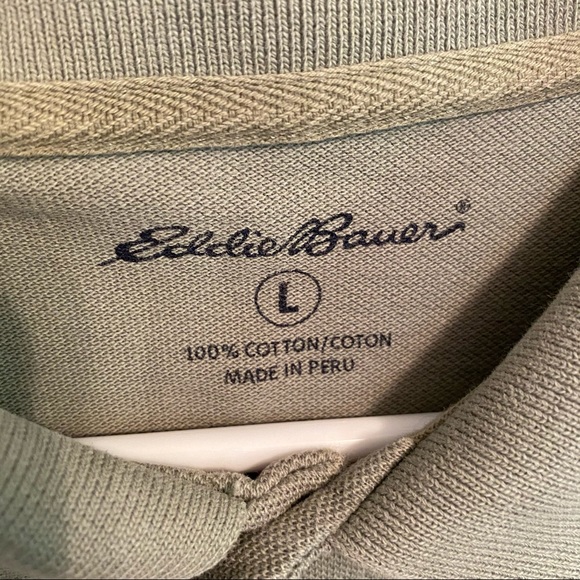 Eddie Bauer®
L
100% COTTON/COTON
MADE IN PERU